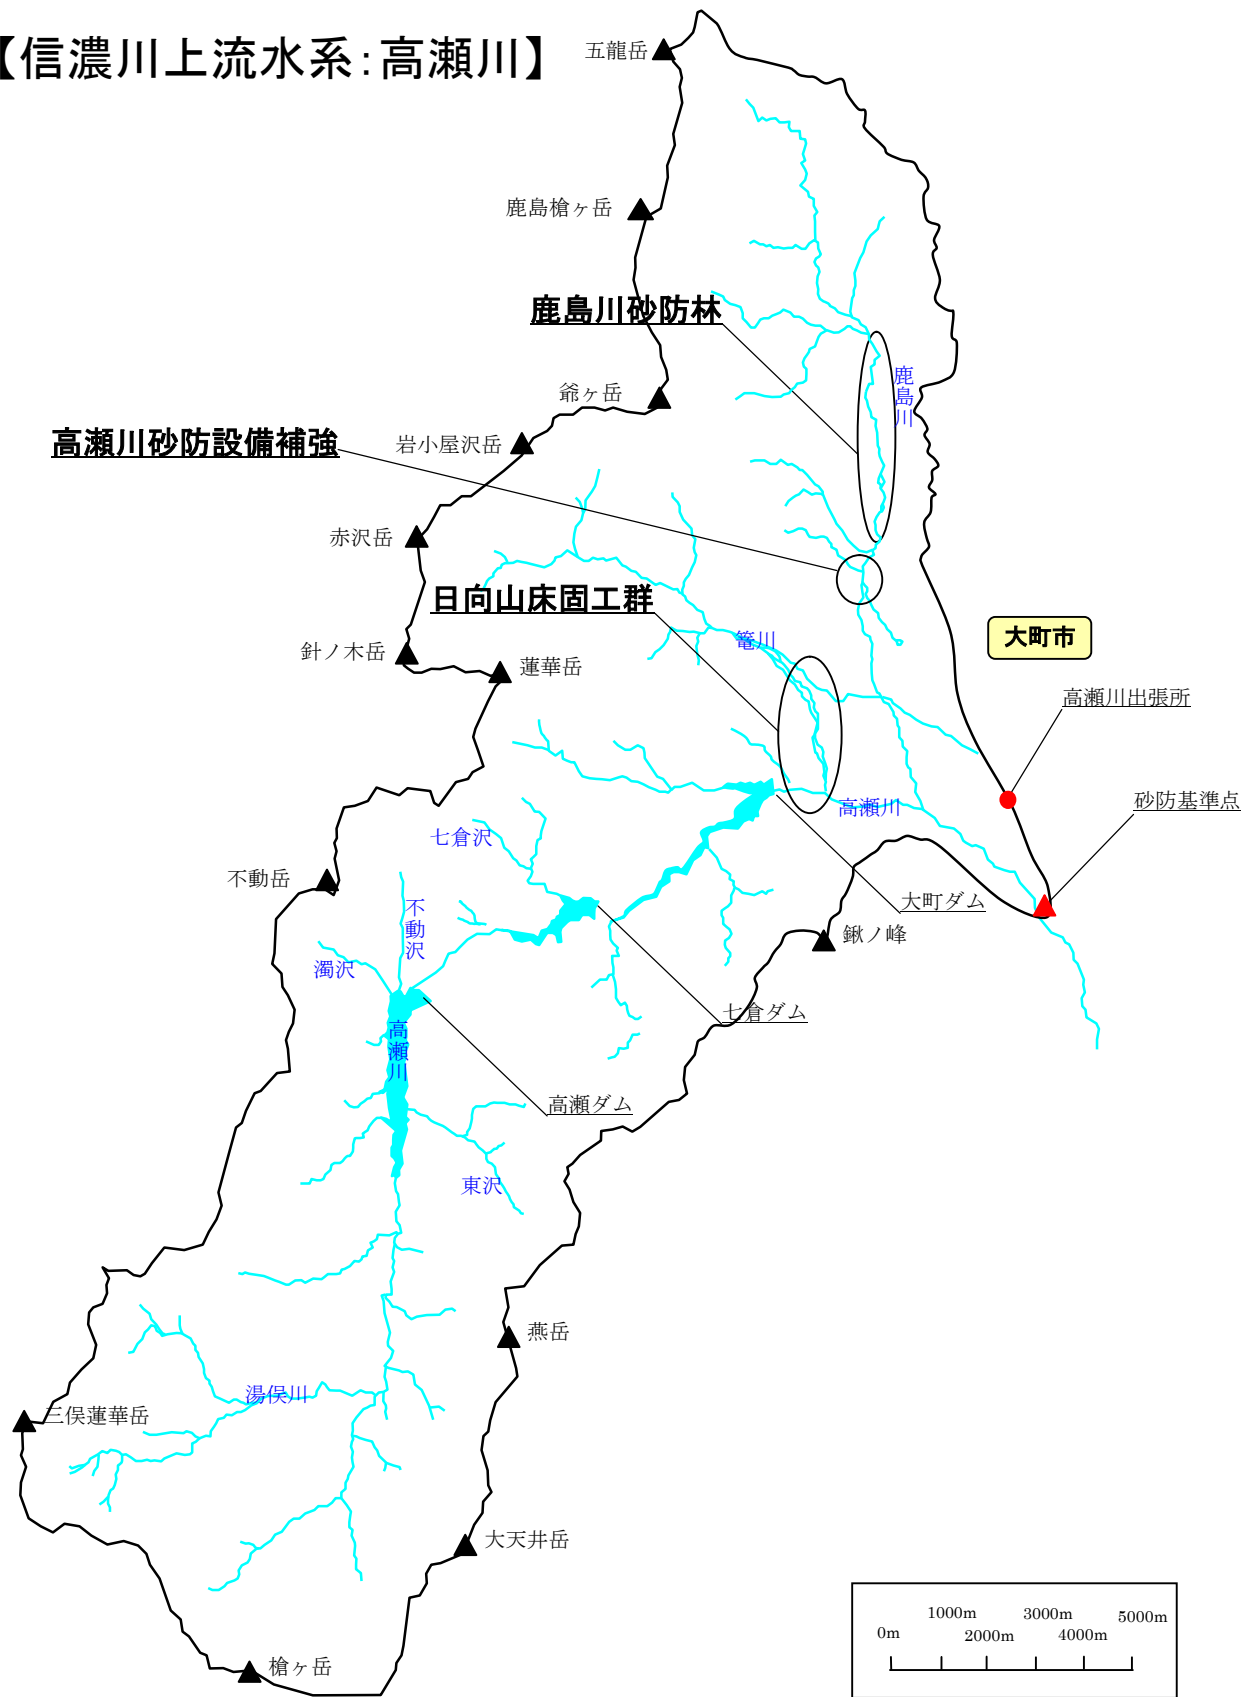 【信濃川上流水系:高瀬川】
五龍岳
鹿島槍ヶ岳
鹿島川砂防林
鹿島川
爺ヶ岳
高瀬川砂防設備補強
岩小屋沢岳
赤沢岳
日向山床固工群
大町市
篭川
針ノ木岳
蓮華岳
高瀬川出張所
砂防基準点
高瀬川
七倉沢
不動岳
不動沢
大町ダム
鍬ノ峰
濁沢
七倉ダム
高瀬川
高瀬ダム
東沢
燕岳
湯俣川
三俣蓮華岳
大天井岳
槍ヶ岳
1000m 3000m 5000m
0m 2000m 4000m